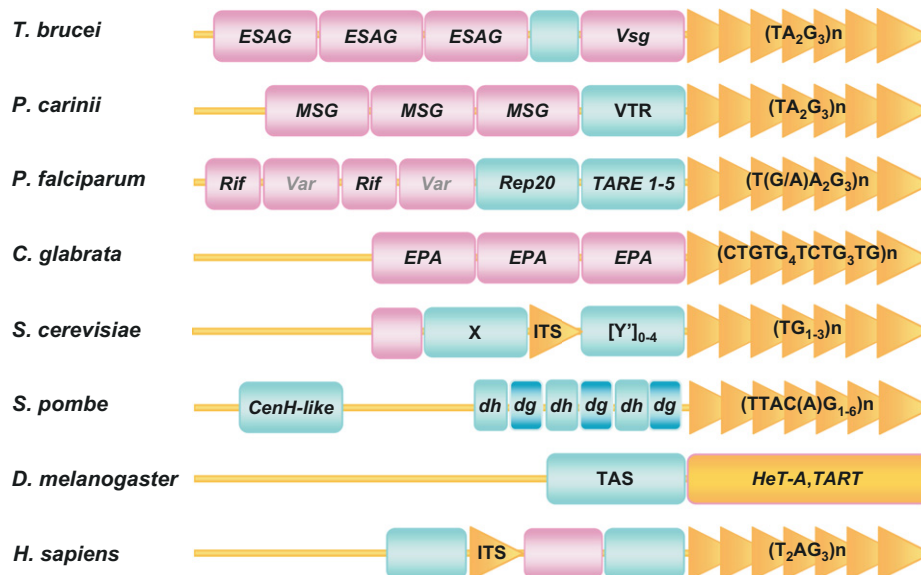 T. brucei ESAG ESAG ESAG Vsg (TA₂G₃)n
P. carinii MSG MSG MSG VTR (TA₂G₃)n
P. falciparum Rif Var Rif Var Rep20 TARE 1-5 (T(G/A)A₂G₃)n
C. glabrata EPA EPA EPA (CTGTG₄TCTG₃TG)n
S. cerevisiae X ITS [Y']₀₋₄ (TG₁₋₃)n
S. pombe CenH-like dh dg dh dg dh dg (TTAC(A)G₁₋₆)n
D. melanogaster TAS HeT-A,TART
H. sapiens ITS (T₂AG₃)n